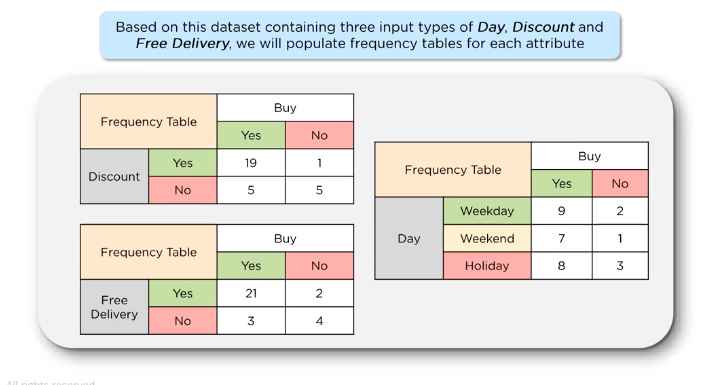 Based on this dataset containing three input types of Day, Discount and
Free Delivery, we will populate frequency tables for each attribute
Frequency Table
Buy
Yes No
Discount
Yes 19 1
No 5 5
Frequency Table
Buy
Yes No
Free
Delivery
Yes 21 2
No 3 4
Frequency Table
Buy
Yes No
Day
Weekday 9 2
Weekend 7 1
Holiday 8 3
All rights reserved